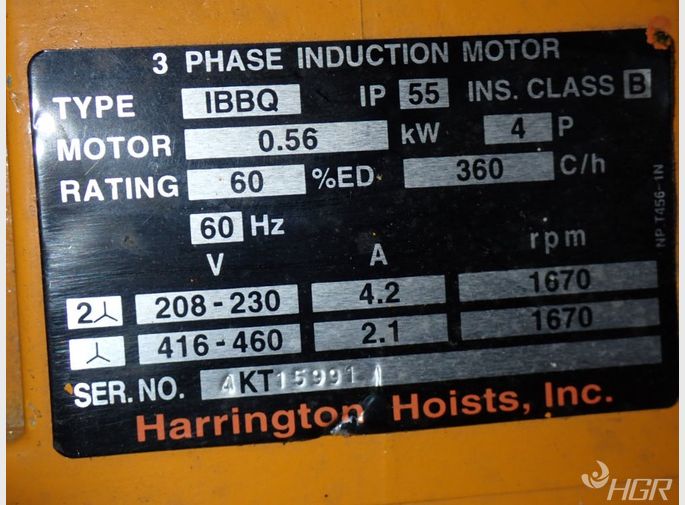 3 PHASE INDUCTION MOTOR
TYPE IBBQ IP 55 INS. CLASS B
MOTOR 0.56 kW 4 P
RATING 60 %ED 360 C/h
60 Hz
V A rpm
2人 208-230 4.2 1670
人 416-460 2.1 1670
SER. NO. 4KT15991
Harrington Hoists, Inc.
NP T456-1N
HGR